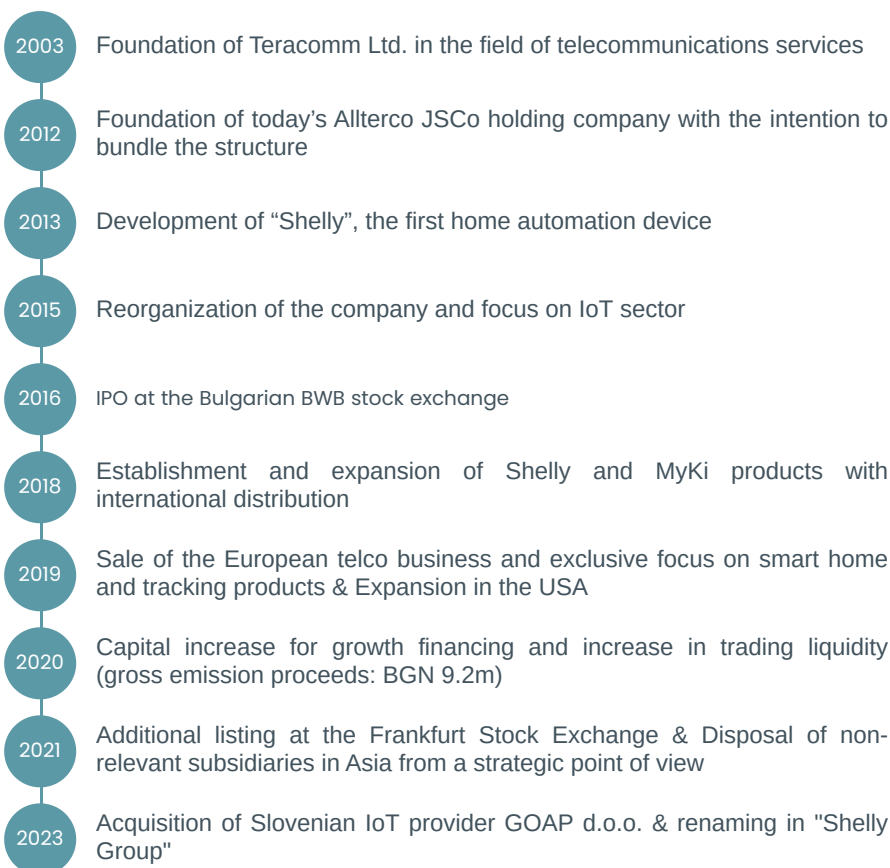 2003
Foundation of Teracomm Ltd. in the field of telecommunications services
2012
Foundation of today’s Allterco JSCo holding company with the intention to
bundle the structure
2013
Development of “Shelly”, the first home automation device
2015
Reorganization of the company and focus on IoT sector
2016
IPO at the Bulgarian BWB stock exchange
2018
Establishment and expansion of Shelly and MyKi products with
international distribution
2019
Sale of the European telco business and exclusive focus on smart home
and tracking products & Expansion in the USA
2020
Capital increase for growth financing and increase in trading liquidity
(gross emission proceeds: BGN 9.2m)
2021
Additional listing at the Frankfurt Stock Exchange & Disposal of non-
relevant subsidiaries in Asia from a strategic point of view
2023
Acquisition of Slovenian IoT provider GOAP d.o.o. & renaming in "Shelly
Group"